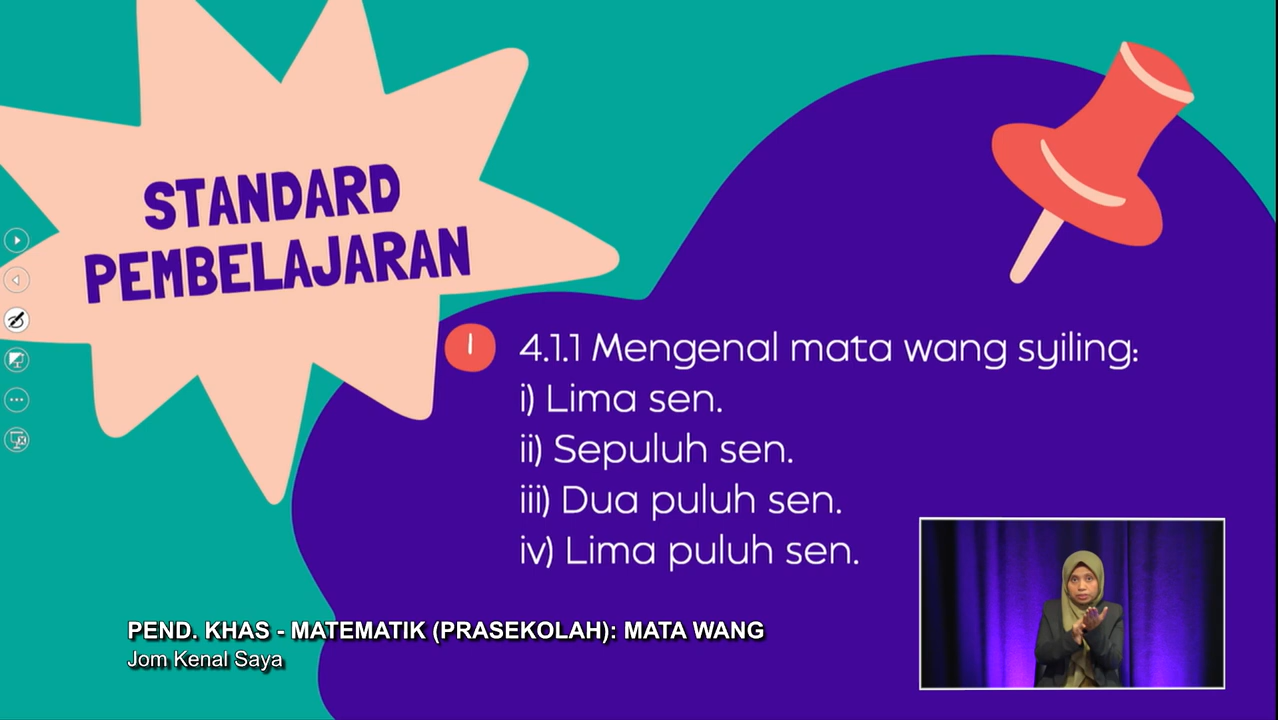 STANDARD
PEMBELAJARAN
1
4.1.1 Mengenal mata wang syiling:
i) Lima sen.
ii) Sepuluh sen.
iii) Dua puluh sen.
iv) Lima puluh sen.
PEND. KHAS - MATEMATIK (PRASEKOLAH): MATA WANG
Jom Kenal Saya